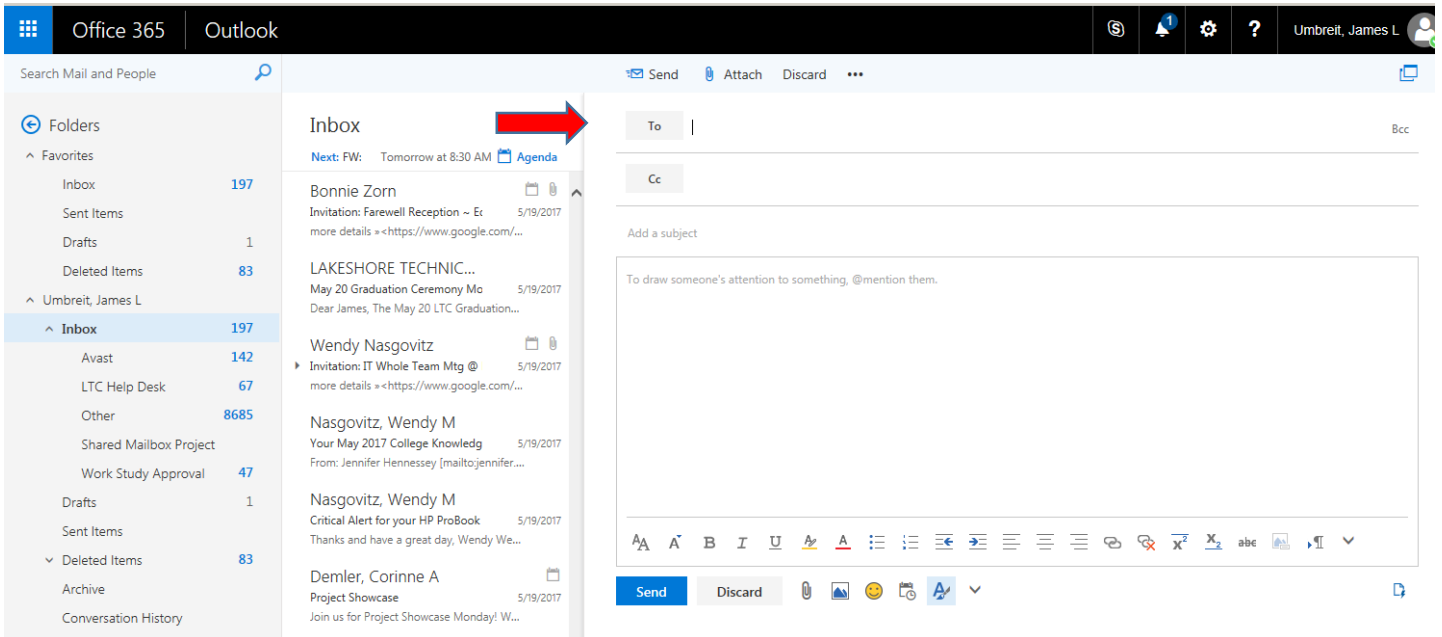 Office 365 Outlook
1
Umbreit, James L
Search Mail and People
Send Attach Discard •••
Folders
Favorites
Inbox 197
Sent Items
Drafts 1
Deleted Items 83
Umbreit, James L
Inbox 197
Avast 142
LTC Help Desk 67
Other 8685
Shared Mailbox Project
Work Study Approval 47
Drafts 1
Sent Items
Deleted Items 83
Archive
Conversation History
Inbox
Next: FW: Tomorrow at 8:30 AM Agenda
Bonnie Zorn
Invitation: Farewell Reception ~ Ec 5/19/2017
more details »<https://www.google.com/...
LAKESHORE TECHNIC...
May 20 Graduation Ceremony Mo 5/19/2017
Dear James, The May 20 LTC Graduation...
Wendy Nasgovitz
Invitation: IT Whole Team Mtg @ 5/19/2017
more details »<https://www.google.com/...
Nasgovitz, Wendy M
Your May 2017 College Knowledg 5/19/2017
From: Jennifer Hennessey [mailto:jennifer....
Nasgovitz, Wendy M
Critical Alert for your HP ProBook 5/19/2017
Thanks and have a great day, Wendy We...
Demler, Corinne A
Project Showcase 5/19/2017
Join us for Project Showcase Monday! W...
To Bcc
Cc
Add a subject
To draw someone's attention to something, @mention them.
AA A B I U A x² X₂ abc
Send Discard